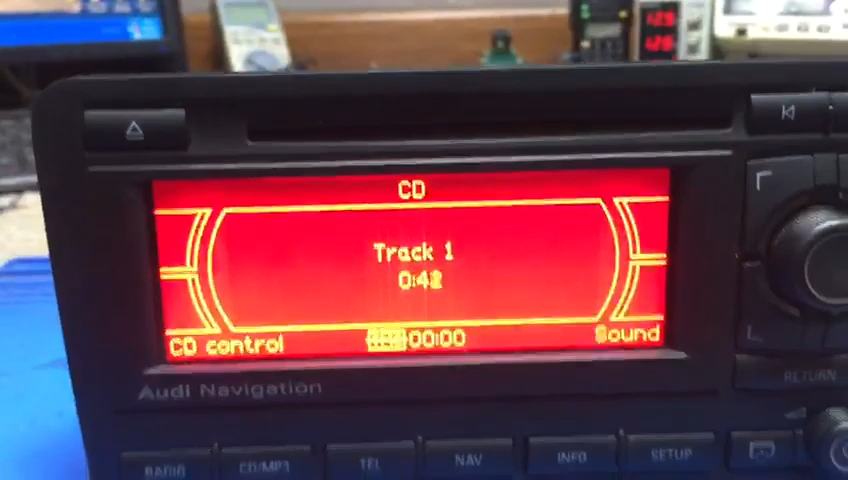 CD
Track 1
0:42
CD control
00:00
Sound
Audi Navigation
RETURN
RADIO
CD/MP3
TEL
NAV
INFO
SETUP